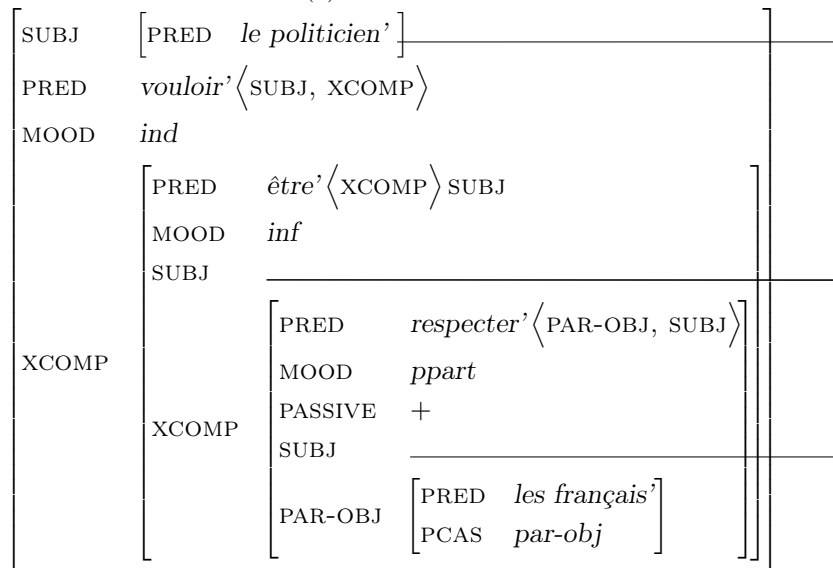 SUBJ [PRED le politicien’]
PRED vouloir’⟨SUBJ, XCOMP⟩
MOOD ind
PRED être’⟨XCOMP⟩SUBJ
MOOD inf
SUBJ
PRED respecter’⟨PAR-OBJ, SUBJ⟩
XCOMP
MOOD ppart
PASSIVE +
XCOMP
SUBJ
PRED les français’
PAR-OBJ
PCAS par-obj